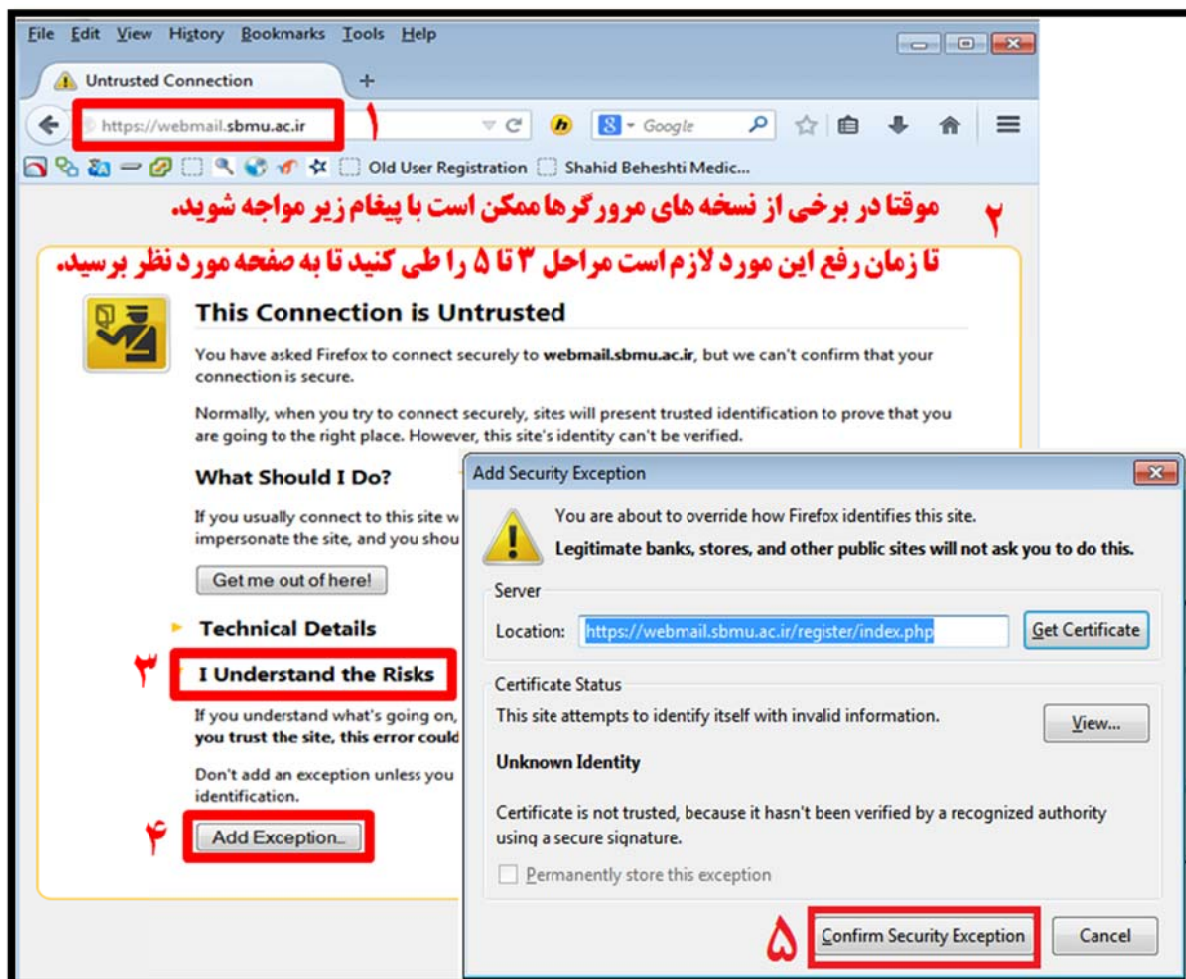 File Edit View History Bookmarks Tools Help
Untrusted Connection
https://webmail.sbmu.ac.ir
۱
Google
Old User Registration
Shahid Beheshti Medic...
۲
موقتا در برخی از نسخه های مرورگرها ممکن است با پیغام زیر مواجه شوید.
تا زمان رفع این مورد لازم است مراحل ۳ تا ۵ را طی کنید تا به صفحه مورد نظر برسید.
This Connection is Untrusted
You have asked Firefox to connect securely to webmail.sbmu.ac.ir, but we can't confirm that your
connection is secure.
Normally, when you try to connect securely, sites will present trusted identification to prove that you
are going to the right place. However, this site's identity can't be verified.
What Should I Do?
If you usually connect to this site w
impersonate the site, and you shou
Get me out of here!
Technical Details
۳
I Understand the Risks
If you understand what's going on,
you trust the site, this error could
Don't add an exception unless you
identification.
۴
Add Exception...
Add Security Exception
You are about to override how Firefox identifies this site.
Legitimate banks, stores, and other public sites will not ask you to do this.
Server
Location: https://webmail.sbmu.ac.ir/register/index.php
Get Certificate
Certificate Status
This site attempts to identify itself with invalid information.
View...
Unknown Identity
Certificate is not trusted, because it hasn't been verified by a recognized authority
using a secure signature.
Permanently store this exception
۵
Confirm Security Exception
Cancel